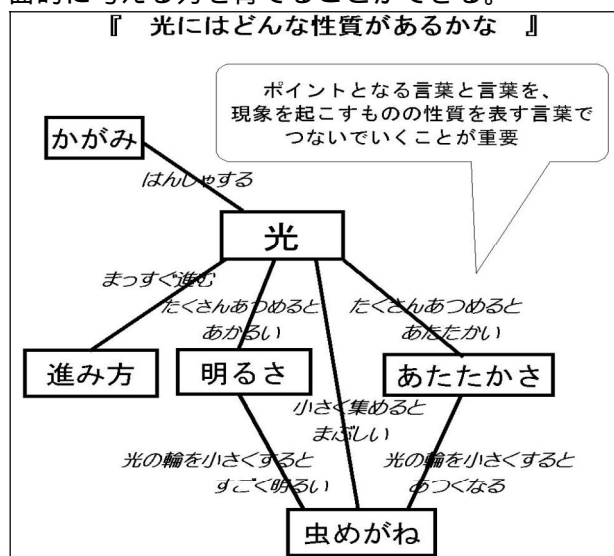 面的に考える力を育てることができる。
『 光にはどんな性質があるかな 』
ポイントとなる言葉と言葉を、
現象を起こすものの性質を表す言葉で
つないでいくことが重要
かがみ
はんしゃする
光
まっすぐ進む
たくさんあつめると
あかるい
たくさんあつめると
あたたかい
進み方
明るさ
あたたかさ
小さく集めると
まぶしい
光の輪を小さくすると
すごく明るい
光の輪を小さくすると
あつくなる
虫めがね